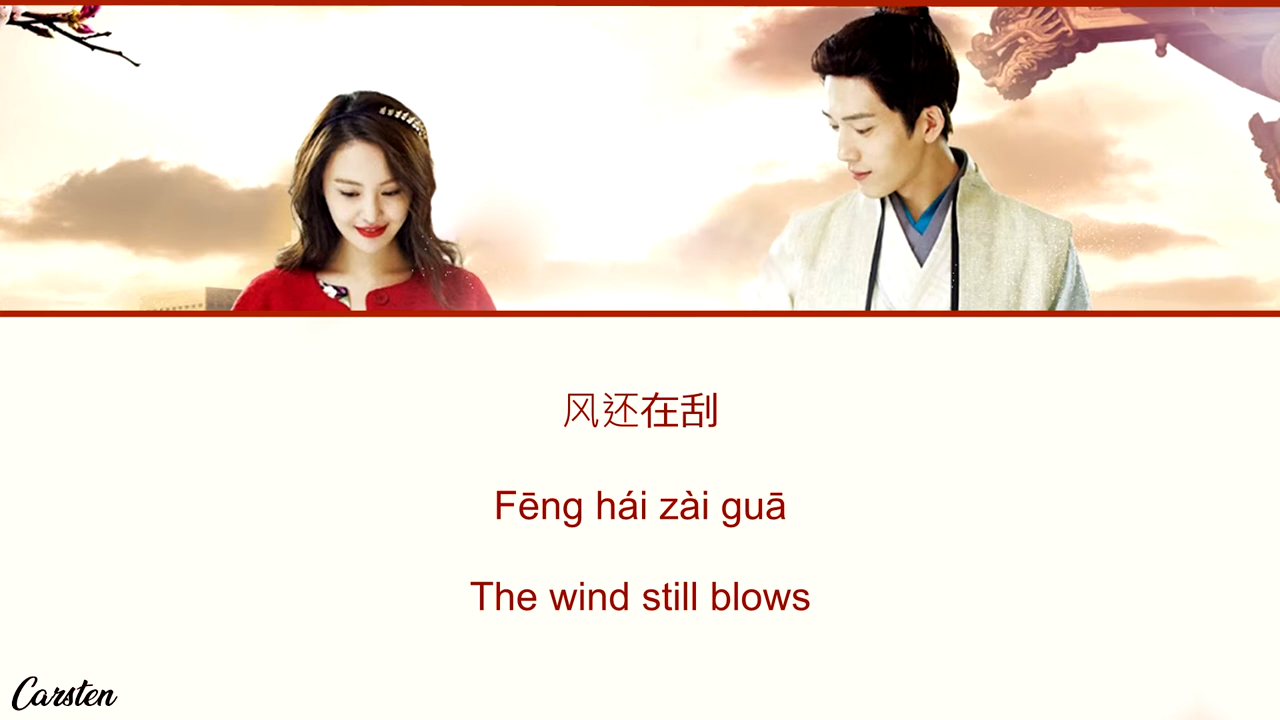 风还在刮
Fēng hái zài guā
The wind still blows
Carsten